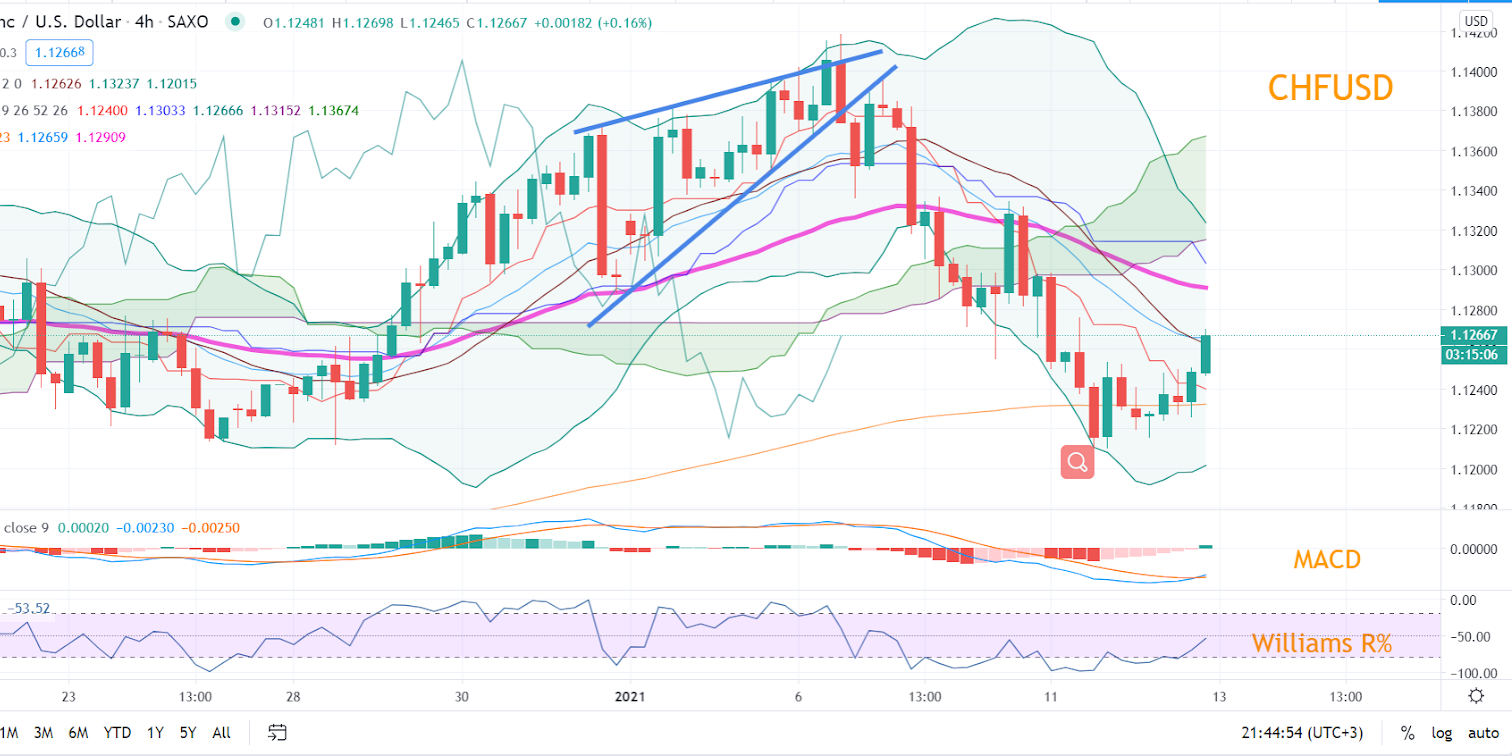 nc / U.S. Dollar · 4h · SAXO O1.12481 H1.12698 L1.12465 C1.12667 +0.00182 (+0.16%)
USD
0.3 1.12668
2 0 1.12626 1.13237 1.12015
9 26 52 26 1.12400 1.13033 1.12666 1.13152 1.13674
23 1.12659 1.12909
CHFUSD
1.14200
1.14000
1.13800
1.13600
1.13400
1.13200
1.13000
1.12800
1.12667
03:15:06
1.12400
1.12200
1.12000
1.11800
close 9 0.00020 −0.00230 −0.00250
0.00000
MACD
−53.52
0.00
−50.00
−100.00
Williams R%
23 13:00 28 30 2021 6 13:00 11 13 13:00
1M 3M 6M YTD 1Y 5Y All 21:44:54 (UTC+3) % log auto